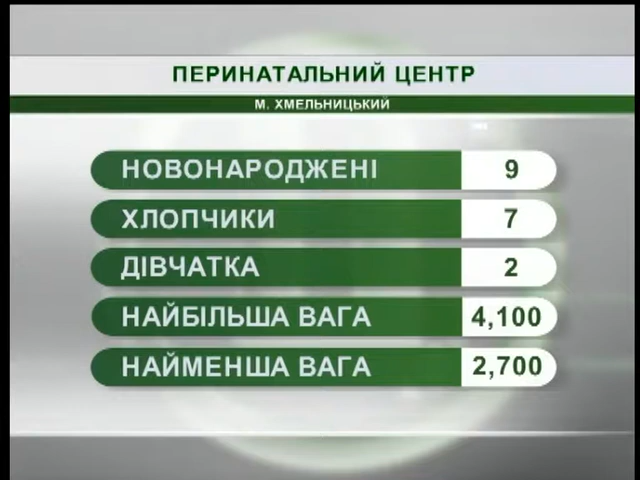 ПЕРИНАТАЛЬНИЙ ЦЕНТР
М. ХМЕЛЬНИЦЬКИЙ
НОВОНАРОДЖЕНІ 9
ХЛОПЧИКИ 7
ДІВЧАТКА 2
НАЙБІЛЬША ВАГА 4,100
НАЙМЕНША ВАГА 2,700